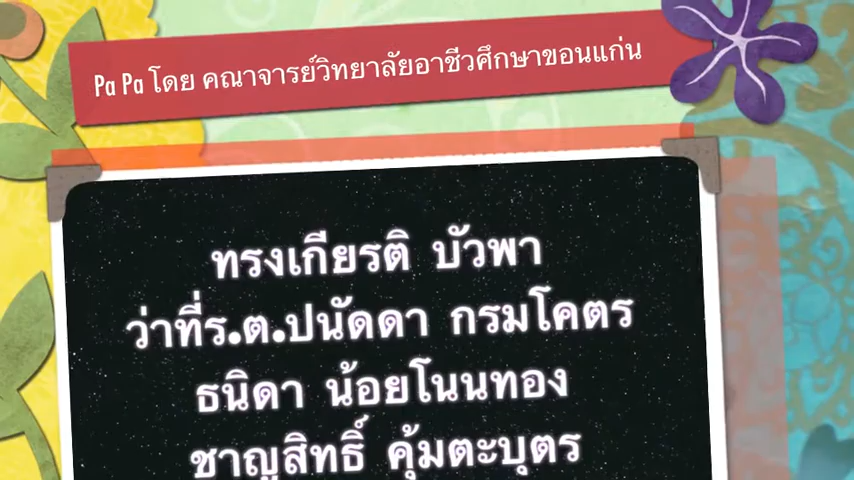 Pa Pa โดย คณาจารย์วิทยาลัยอาชีวศึกษาขอนแก่น
ทรงเกียรติ บัวพา
ว่าที่ร.ต.ปนัดดา กรมโคตร
ธนิดา น้อยโนนทอง
ชาญสิทธิ์ คุ้มตะบุตร